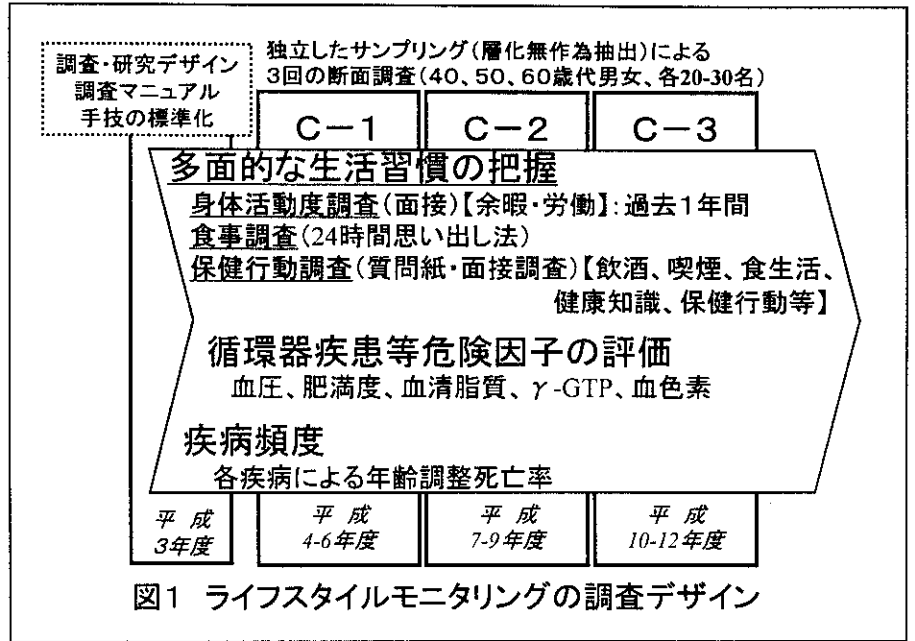 調査・研究デザイン
調査マニュアル
手技の標準化
独立したサンプリング(層化無作為抽出)による
3回の断面調査(40、50、60歳代男女、各20-30名)
C-1
C-2
C-3
多面的な生活習慣の把握
身体活動度調査(面接)【余暇・労働】:過去1年間
食事調査(24時間思い出し法)
保健行動調査(質問紙・面接調査)【飲酒、喫煙、食生活、
健康知識、保健行動等】
循環器疾患等危険因子の評価
血圧、肥満度、血清脂質、γ-GTP、血色素
疾病頻度
各疾病による年齢調整死亡率
平 成
3年度
平 成
4-6年度
平 成
7-9年度
平 成
10-12年度
図1 ライフスタイルモニタリングの調査デザイン